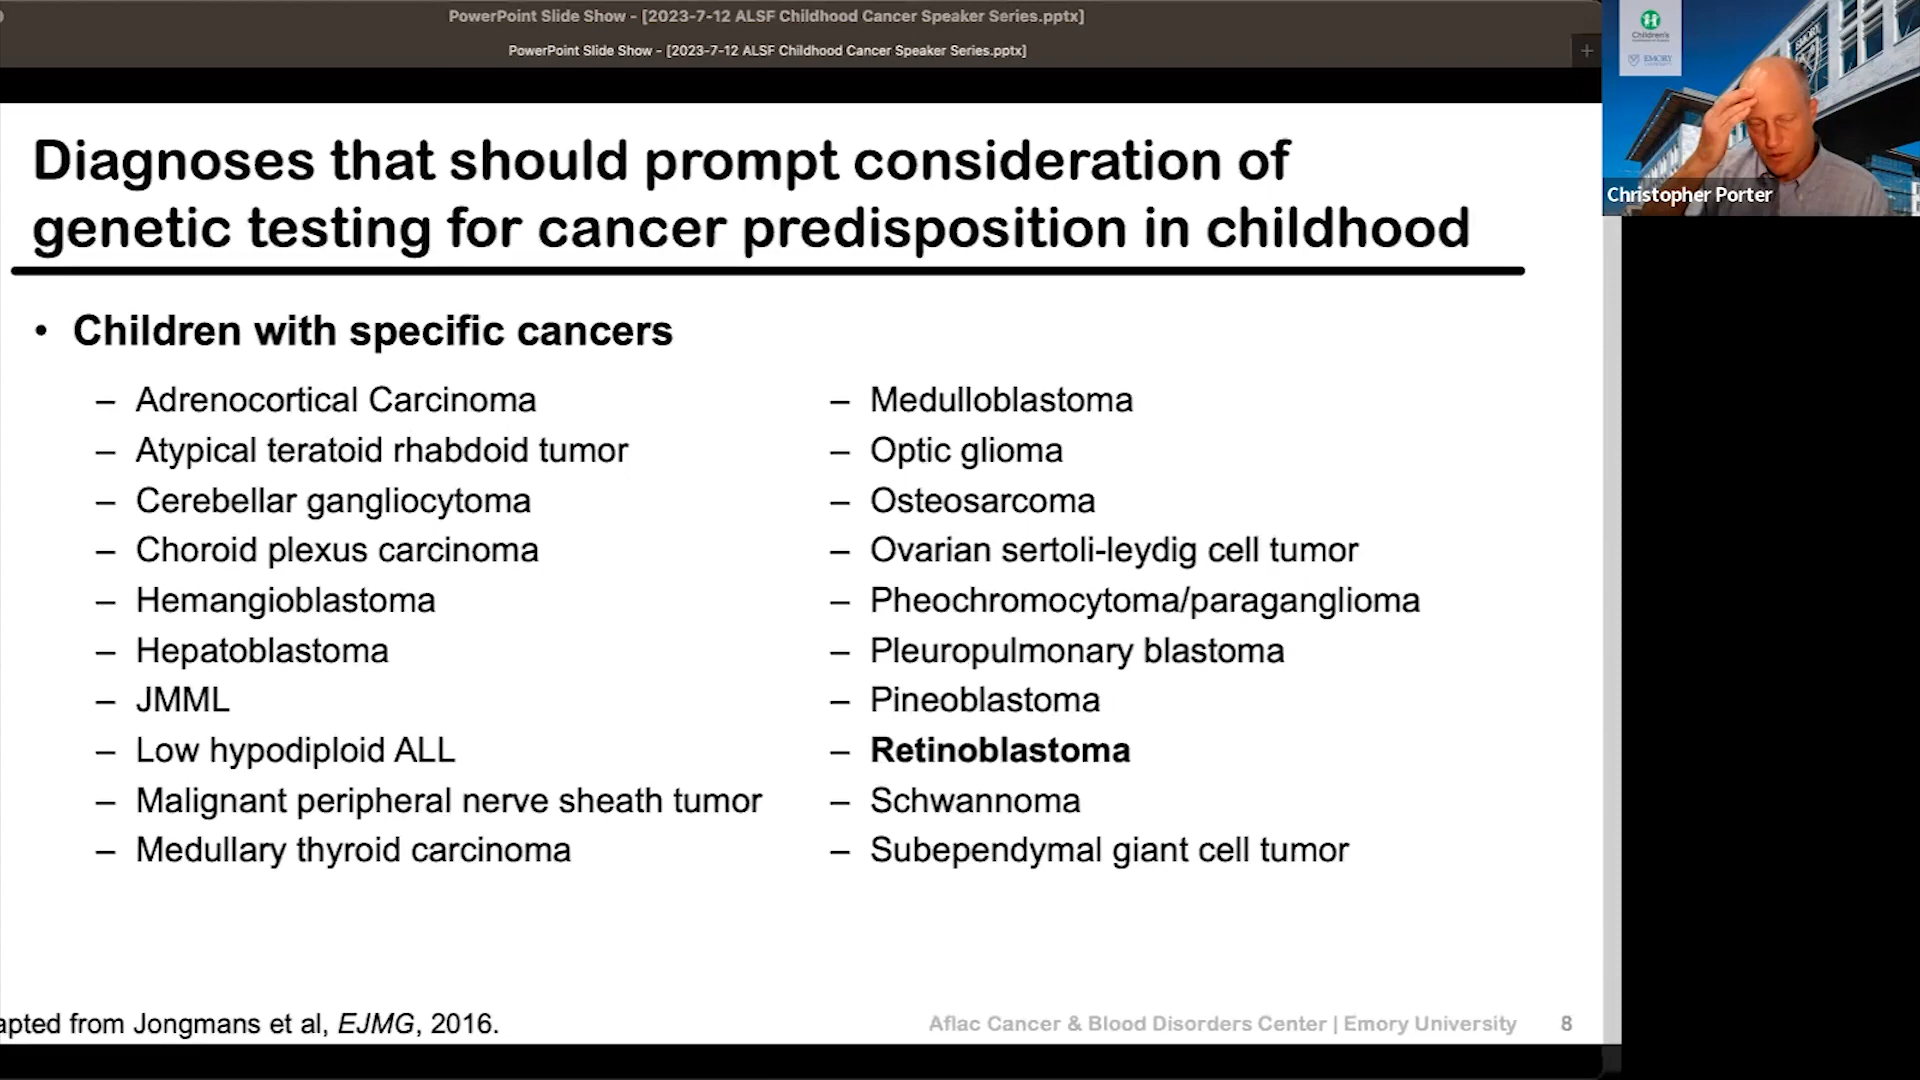 PowerPoint Slide Show - [2023-7-12 ALSF Childhood Cancer Speaker Series.pptx]
PowerPoint Slide Show - [2023-7-12 ALSF Childhood Cancer Speaker Series.pptx]
+
Children's
EMORY
EMORY
Christopher Porter
Diagnoses that should prompt consideration of
genetic testing for cancer predisposition in childhood
• Children with specific cancers
– Adrenocortical Carcinoma
– Atypical teratoid rhabdoid tumor
– Cerebellar gangliocytoma
– Choroid plexus carcinoma
– Hemangioblastoma
– Hepatoblastoma
– JMML
– Low hypodiploid ALL
– Malignant peripheral nerve sheath tumor
– Medullary thyroid carcinoma
– Medulloblastoma
– Optic glioma
– Osteosarcoma
– Ovarian sertoli-leydig cell tumor
– Pheochromocytoma/paraganglioma
– Pleuropulmonary blastoma
– Pineoblastoma
– Retinoblastoma
– Schwannoma
– Subependymal giant cell tumor
apted from Jongmans et al, EJMG, 2016.
Aflac Cancer & Blood Disorders Center | Emory University 8